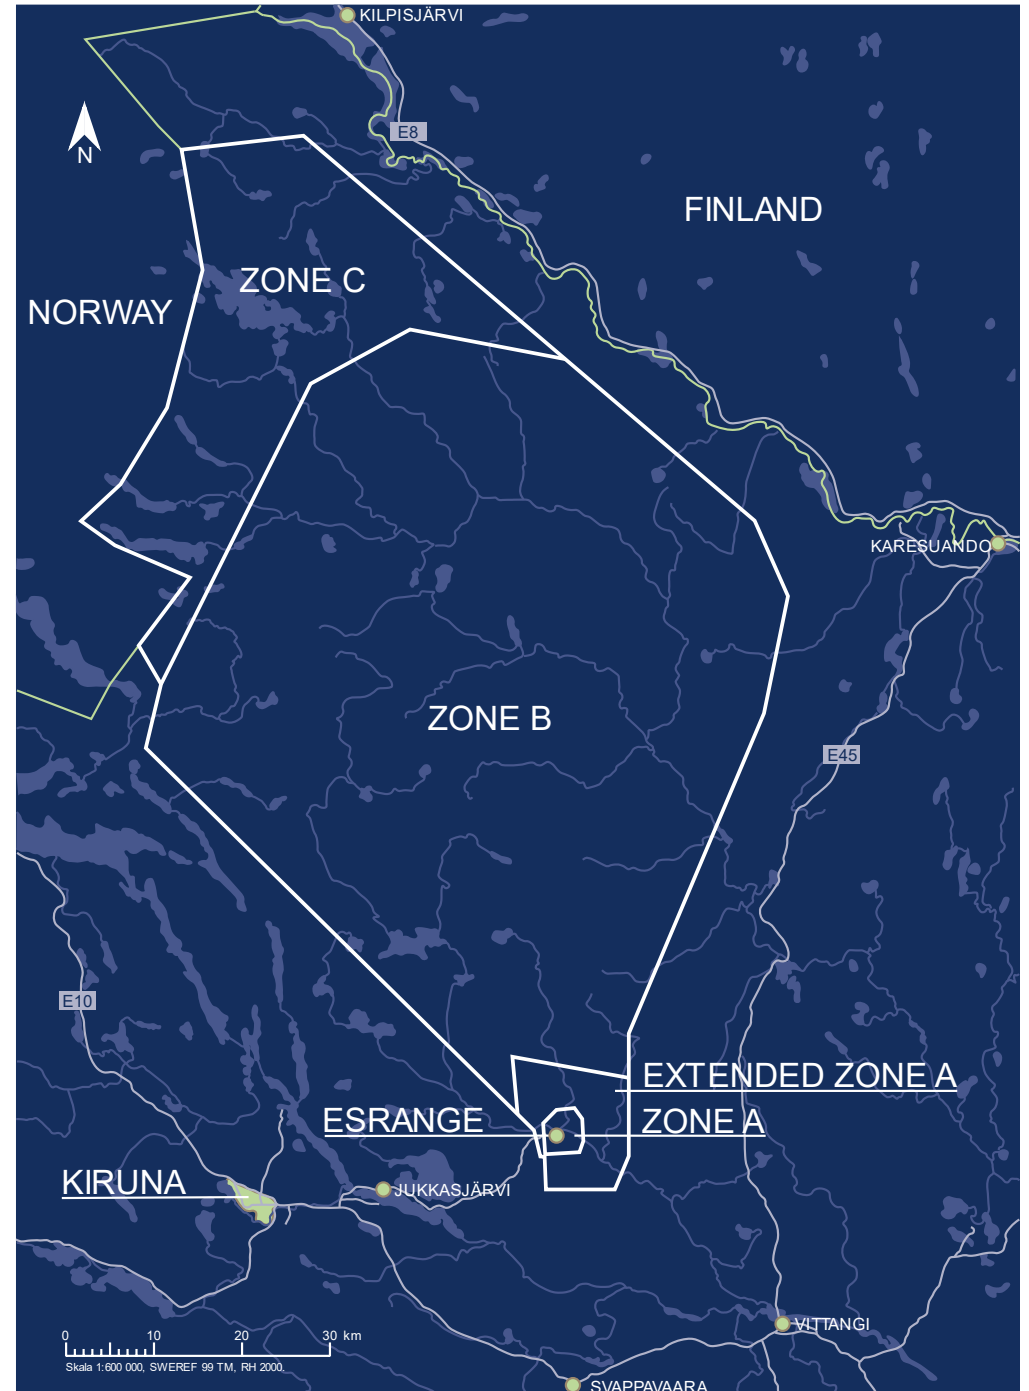 KILPISJÄRVI
E8
N
FINLAND
ZONE C
NORWAY
KARESUANDO
ZONE B
E45
E10
EXTENDED ZONE A
ESRANGE
ZONE A
KIRUNA
JUKKASJÄRVI
VITTANGI
0 10 20 30 km
Skala 1:600 000, SWEREF 99 TM, RH 2000.
SVAPPAVAARA